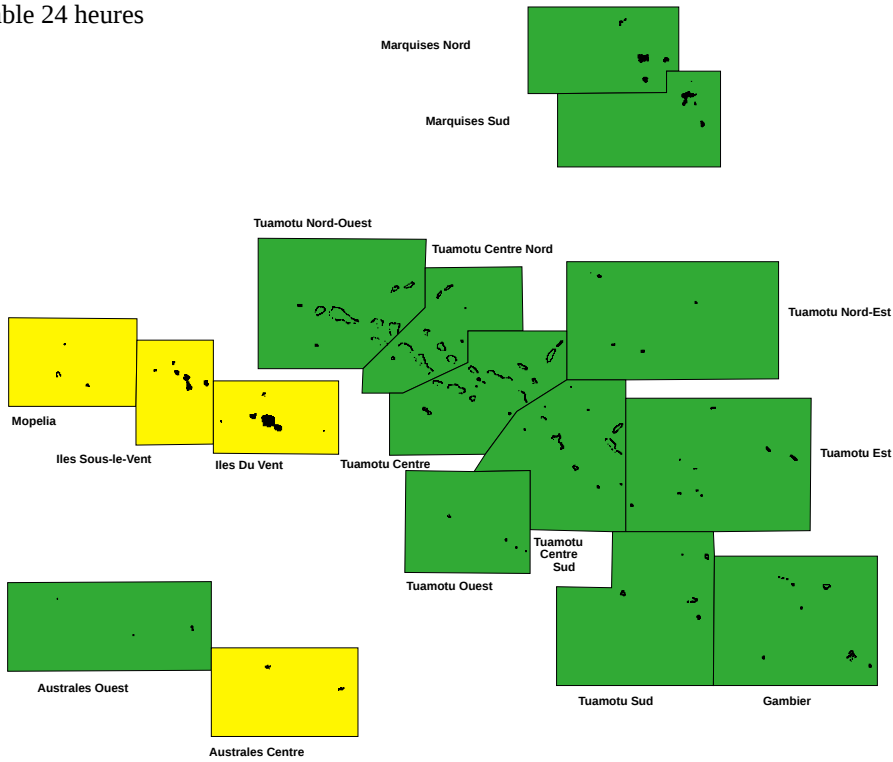 24 heures
Marquises Nord
Marquises Sud
Tuamotu Nord-Ouest
Tuamotu Centre Nord
Tuamotu Nord-Est
Mopelia
Iles Sous-le-Vent
Iles Du Vent
Tuamotu Centre
Tuamotu Est
Tuamotu
Centre
Sud
Tuamotu Ouest
Australes Ouest
Tuamotu Sud
Gambier
Australes Centre